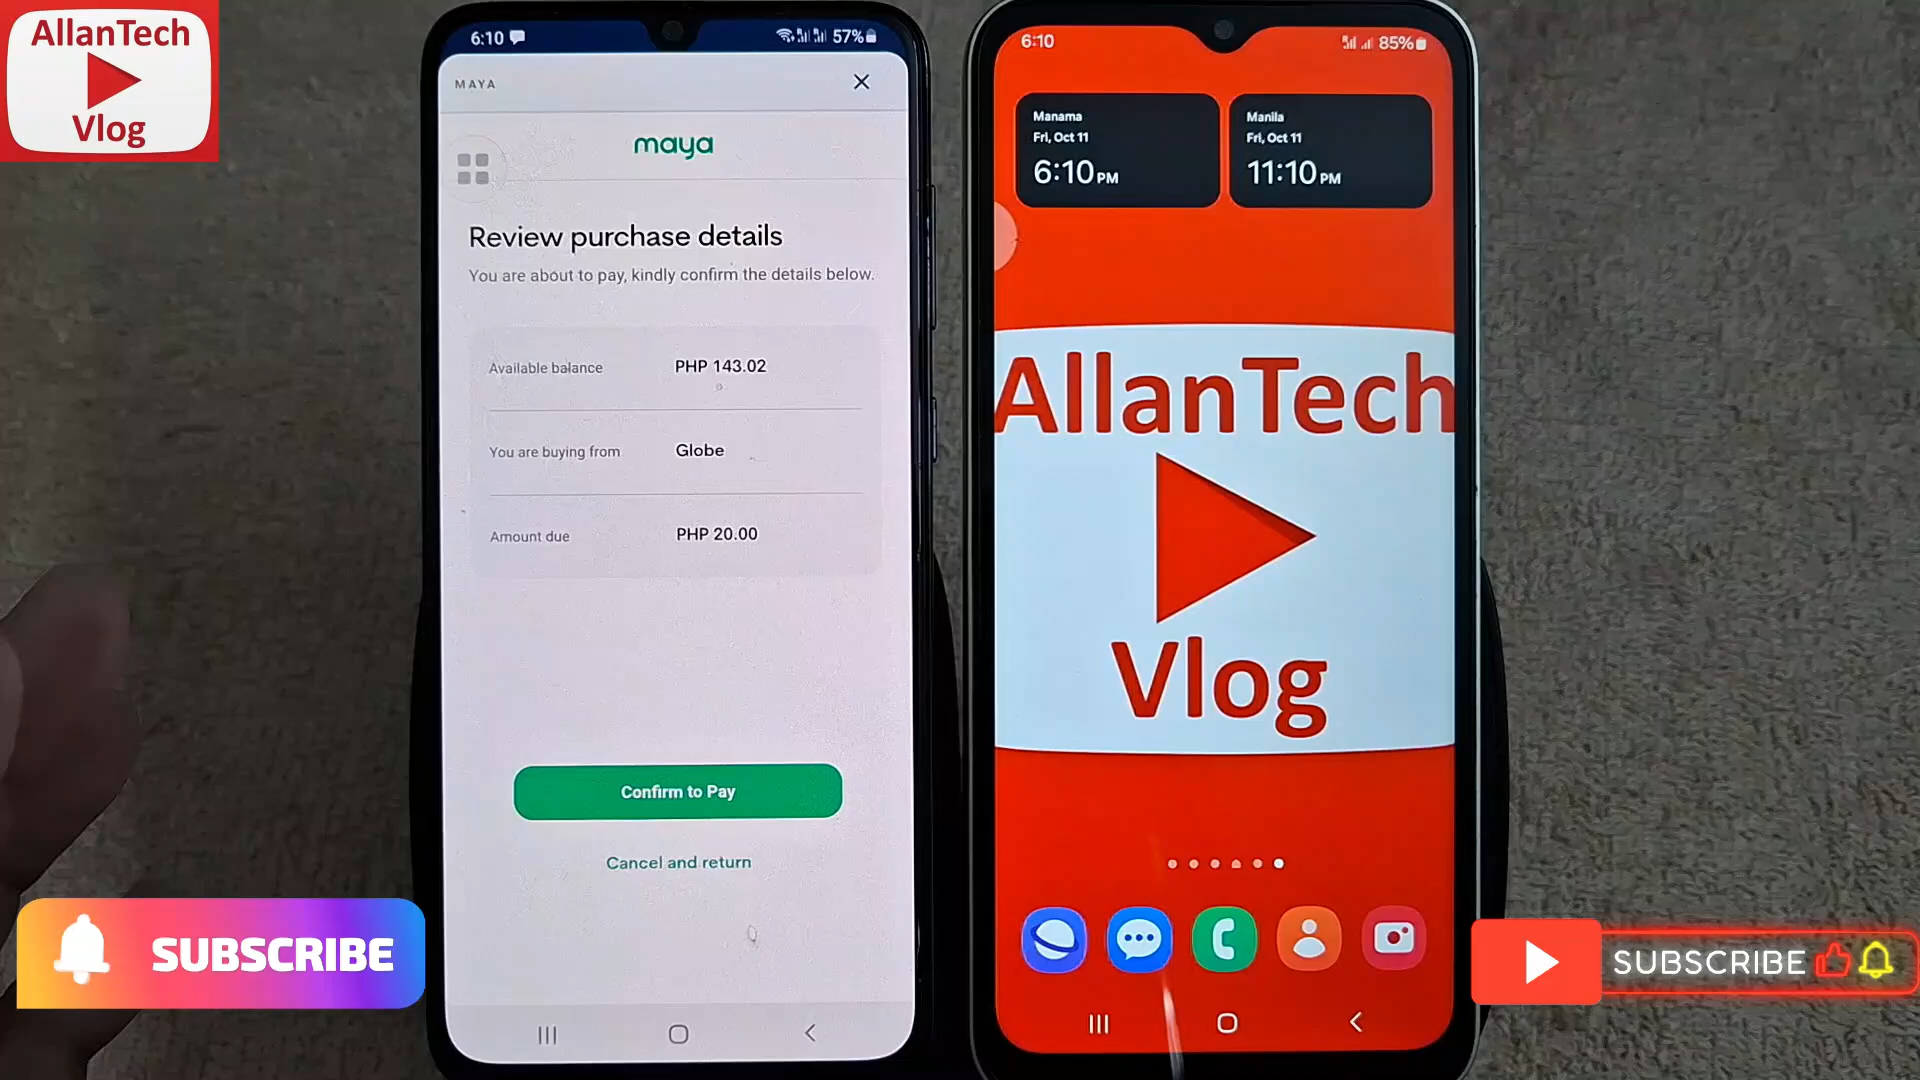 AllanTech
Vlog
6:10
57%
MAYA
maya
Review purchase details
You are about to pay, kindly confirm the details below.
Available balance PHP 143.02
You are buying from Globe
Amount due PHP 20.00
Confirm to Pay
Cancel and return
6:10
85%
Manama
Fri, Oct 11
6:10 PM
Manila
Fri, Oct 11
11:10 PM
AllanTech
Vlog
SUBSCRIBE
SUBSCRIBE